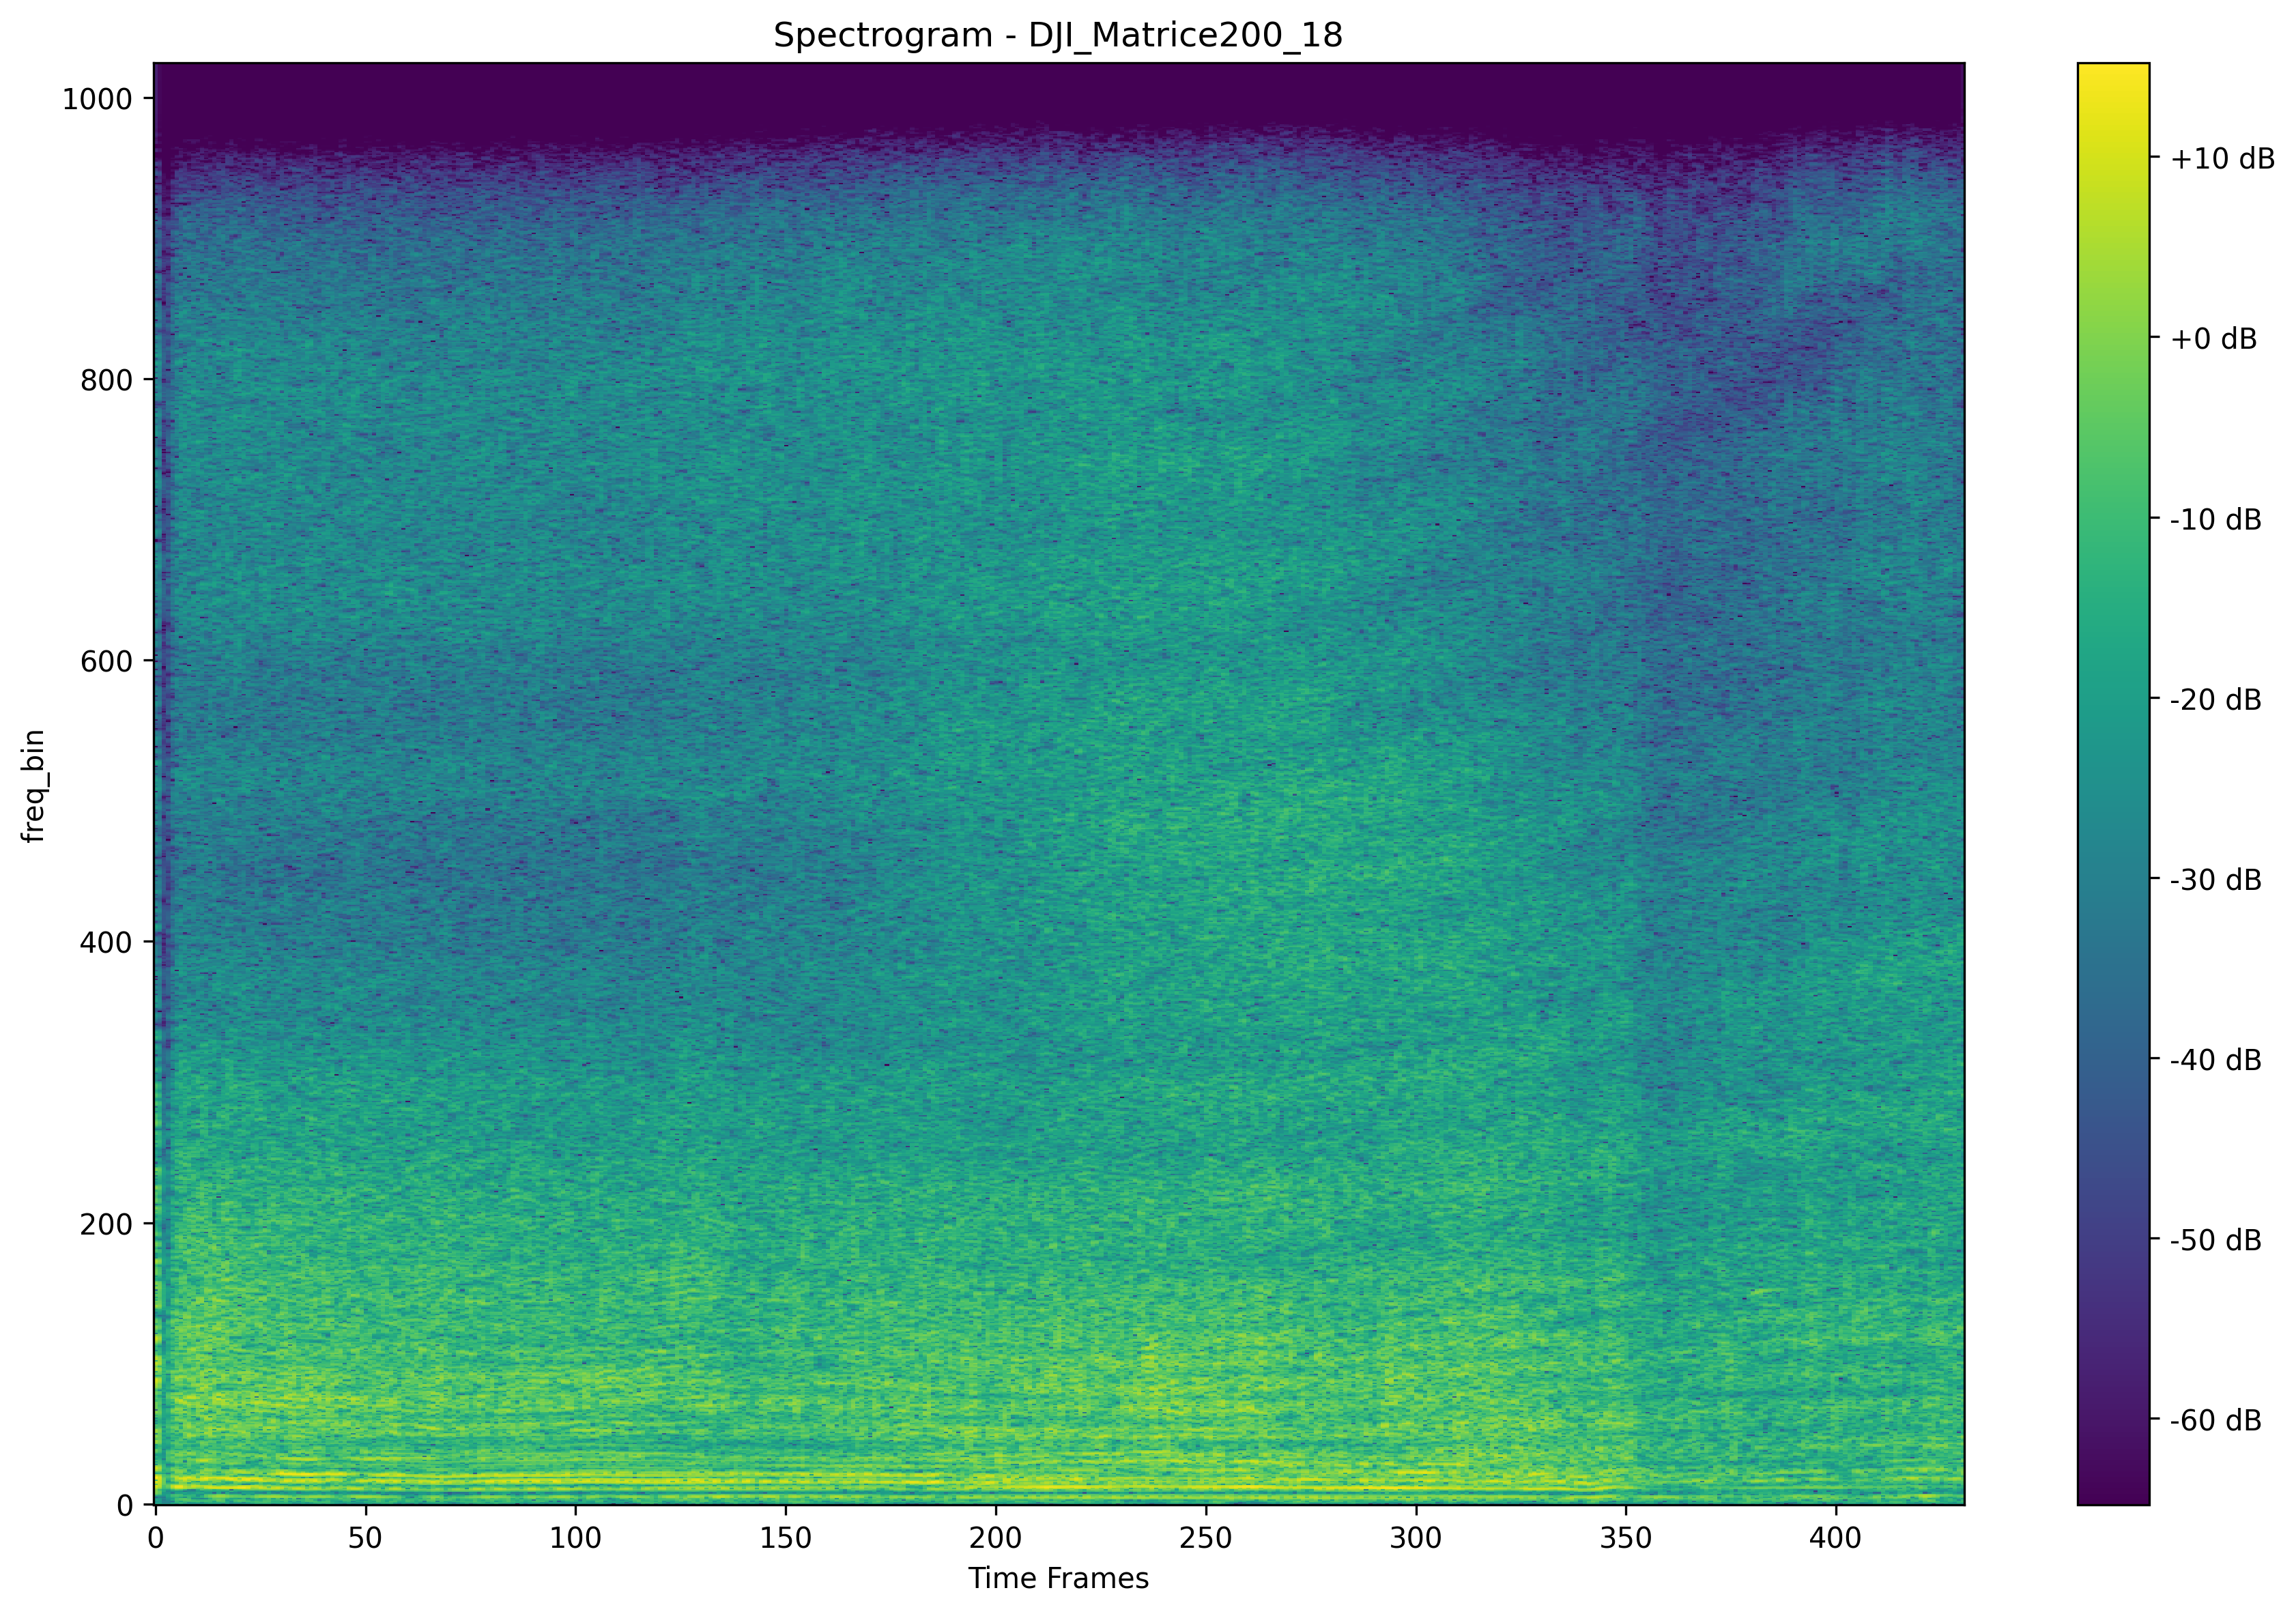 Spectrogram - DJI_Matrice200_18
1000
800
600
400
200
0
freq_bin
0 50 100 150 200 250 300 350 400
Time Frames
+10 dB
+0 dB
-10 dB
-20 dB
-30 dB
-40 dB
-50 dB
-60 dB